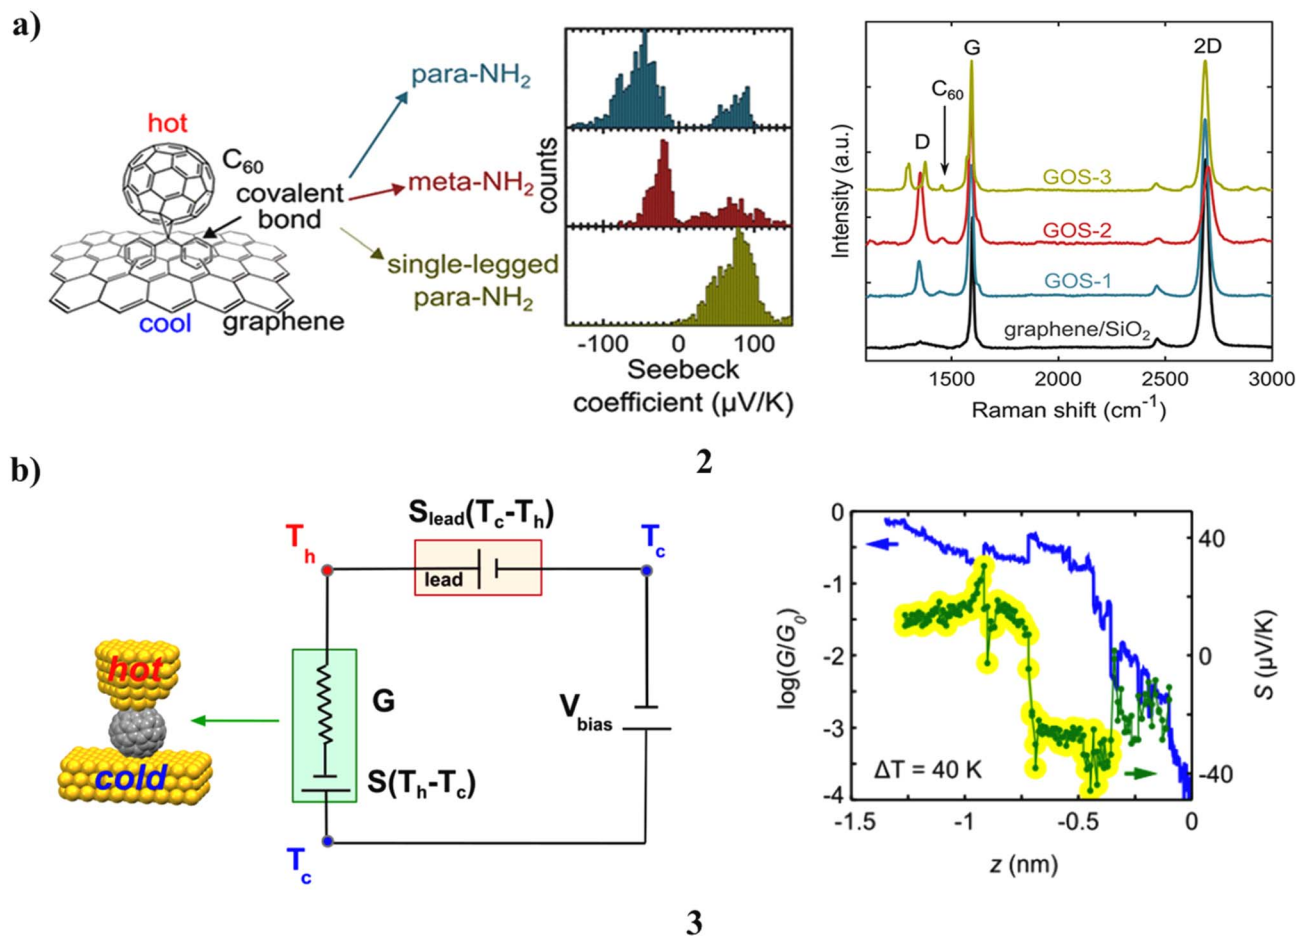 a)
hot
C60
covalent
bond
cool
graphene
para-NH2
meta-NH2
single-legged
para-NH2
counts
-100
0
100
Seebeck
coefficient (μV/K)
Intensity (a.u.)
G
2D
C60
D
GOS-3
GOS-2
GOS-1
graphene/SiO2
1500
2000
2500
3000
Raman shift (cm-1)
2
b)
hot
cold
Slead(Tc-Th)
Th
Tc
lead
G
Vbias
S(Th-Tc)
Tc
0
-1
-2
-3
-4
log(G/G0)
40
0
-40
S (μV/K)
ΔT = 40 K
-1.5
-1
-0.5
0
z (nm)
3